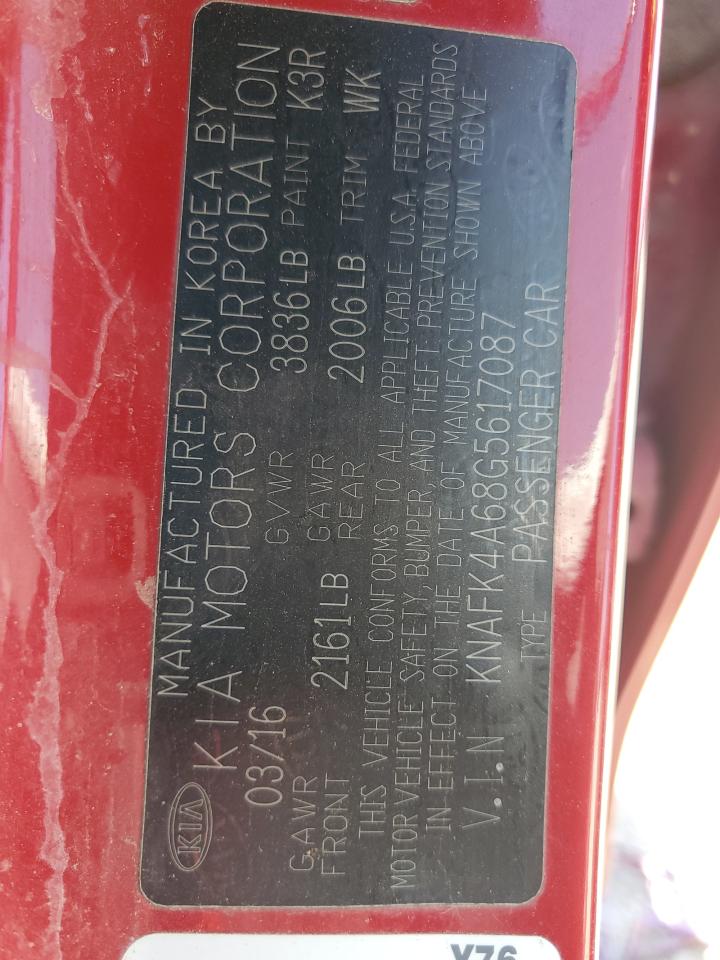 MANUFACTURED IN KOREA BY
KIA KIA MOTORS CORPORATION
03/16 GVWR 3836LB PAINT K3R
GAWR FRONT 2161LB GAWR REAR 2006LB TRIM WK
THIS VEHICLE CONFORMS TO ALL APPLICABLE U.S.A. FEDERAL
MOTOR VEHICLE SAFETY, BUMPER AND THEFT PREVENTION STANDARDS
IN EFFECT ON THE DATE OF MANUFACTURE SHOWN ABOVE
V.I.N KNAFK4A68G5617087
TYPE PASSENGER CAR